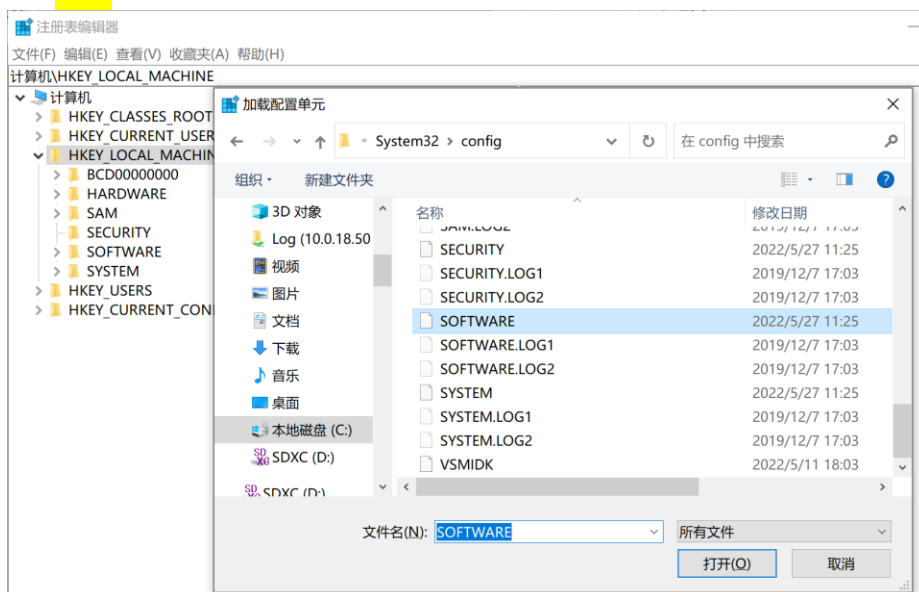 注册表编辑器
文件(F) 编辑(E) 查看(V) 收藏夹(A) 帮助(H)
计算机\HKEY_LOCAL_MACHINE
计算机
HKEY_CLASSES_ROOT
HKEY_CURRENT_USER
HKEY_LOCAL_MACHIN
BCD00000000
HARDWARE
SAM
SECURITY
SOFTWARE
SYSTEM
HKEY_USERS
HKEY_CURRENT_CON
加载配置单元
« System32 › config
在 config 中搜索
组织 新建文件夹
3D 对象
Log (10.0.18.50
视频
图片
文档
下载
音乐
桌面
本地磁盘 (C:)
SDXC (D:)
SDXC (D:)
名称 修改日期
SAM.LOG2 2019/12/7 17:03
SECURITY 2022/5/27 11:25
SECURITY.LOG1 2019/12/7 17:03
SECURITY.LOG2 2019/12/7 17:03
SOFTWARE 2022/5/27 11:25
SOFTWARE.LOG1 2019/12/7 17:03
SOFTWARE.LOG2 2019/12/7 17:03
SYSTEM 2022/5/27 11:25
SYSTEM.LOG1 2019/12/7 17:03
SYSTEM.LOG2 2019/12/7 17:03
VSMIDK 2022/5/11 18:03
文件名(N): SOFTWARE 所有文件
打开(O) 取消